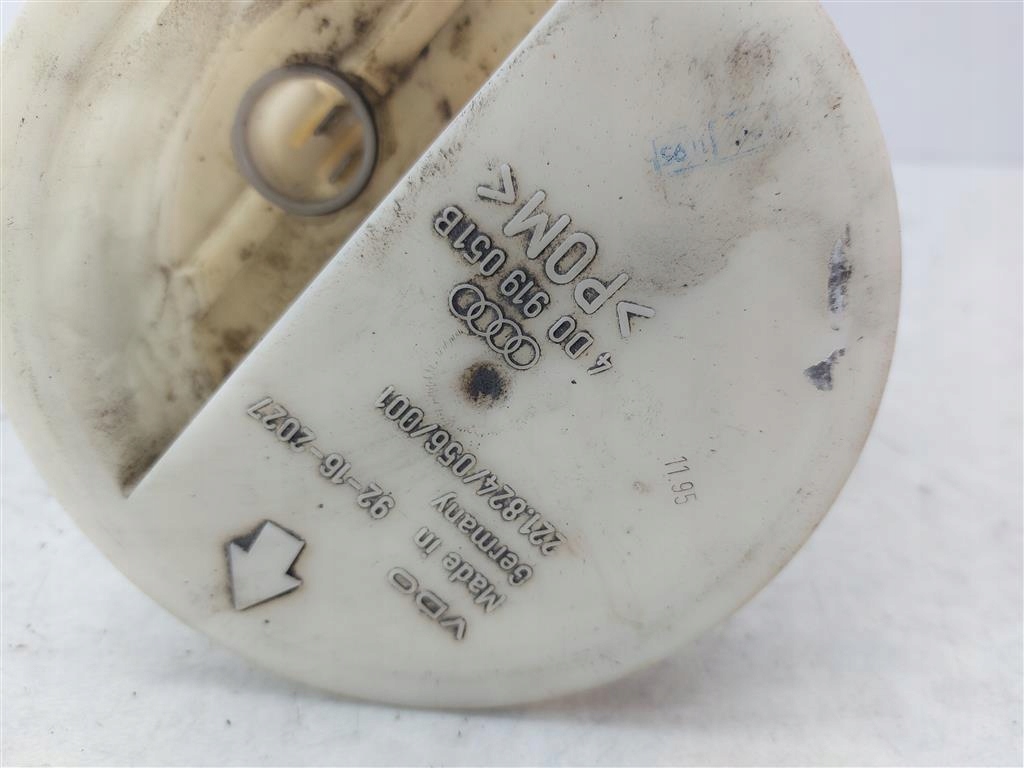 >POM<
4D0 919 051B
221.824/056/001
Made in
Germany
92-16-2027
VDO
11.95